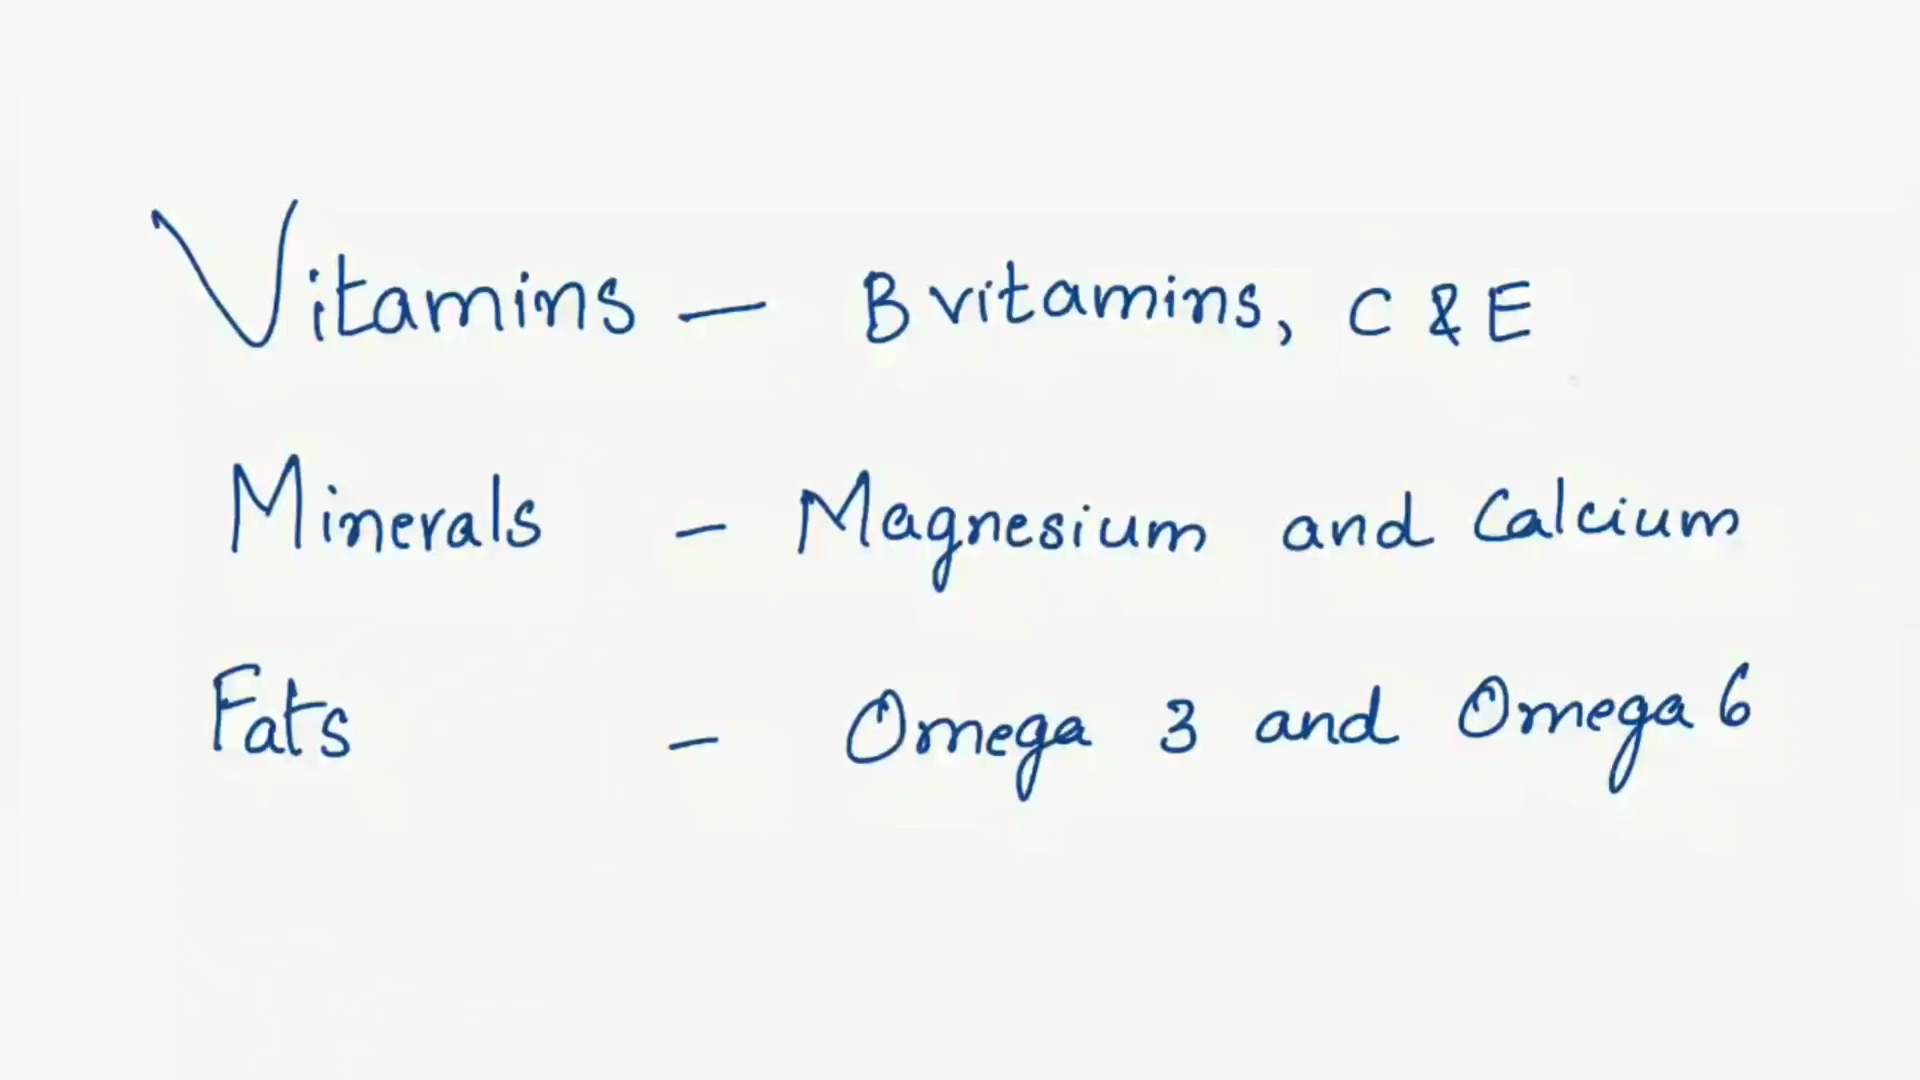 Vitamins – B vitamins, C & E
Minerals – Magnesium and Calcium
Fats – Omega 3 and Omega 6